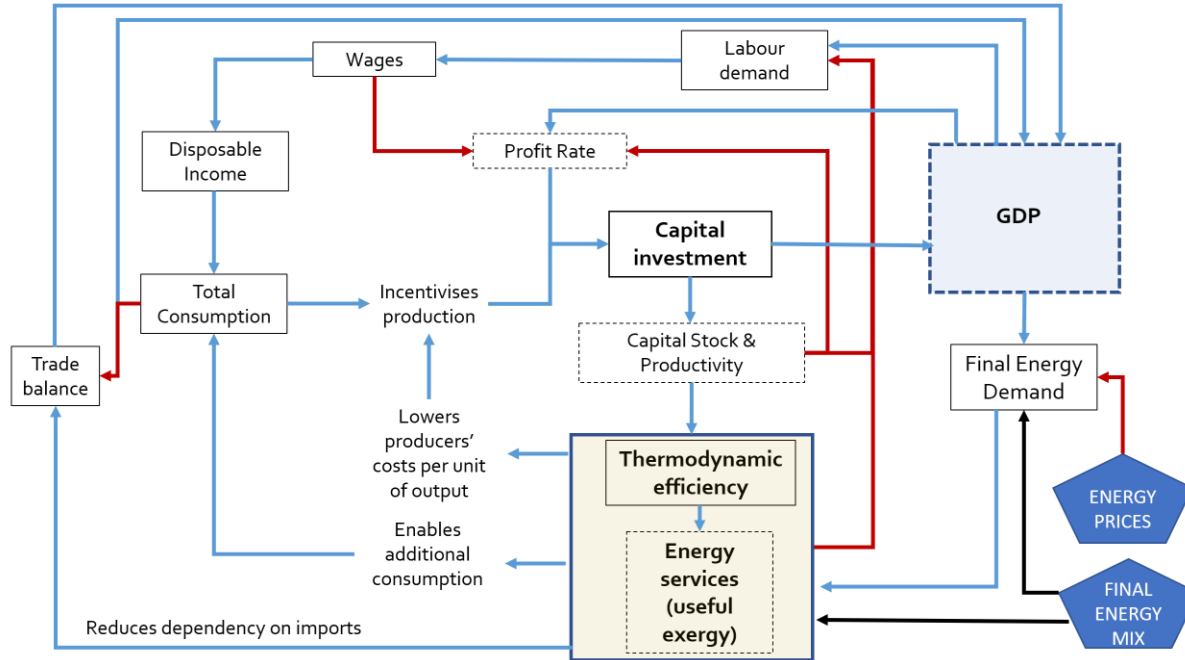 Wages
Labour
demand
Disposable
Income
Profit Rate
GDP
Capital
investment
Total
Consumption
Incentivises
production
Trade
balance
Capital Stock &
Productivity
Final Energy
Demand
Lowers
producers'
costs per unit
of output
Thermodynamic
efficiency
ENERGY
PRICES
Enables
additional
consumption
Energy
services
(useful
exergy)
FINAL
ENERGY
MIX
Reduces dependency on imports